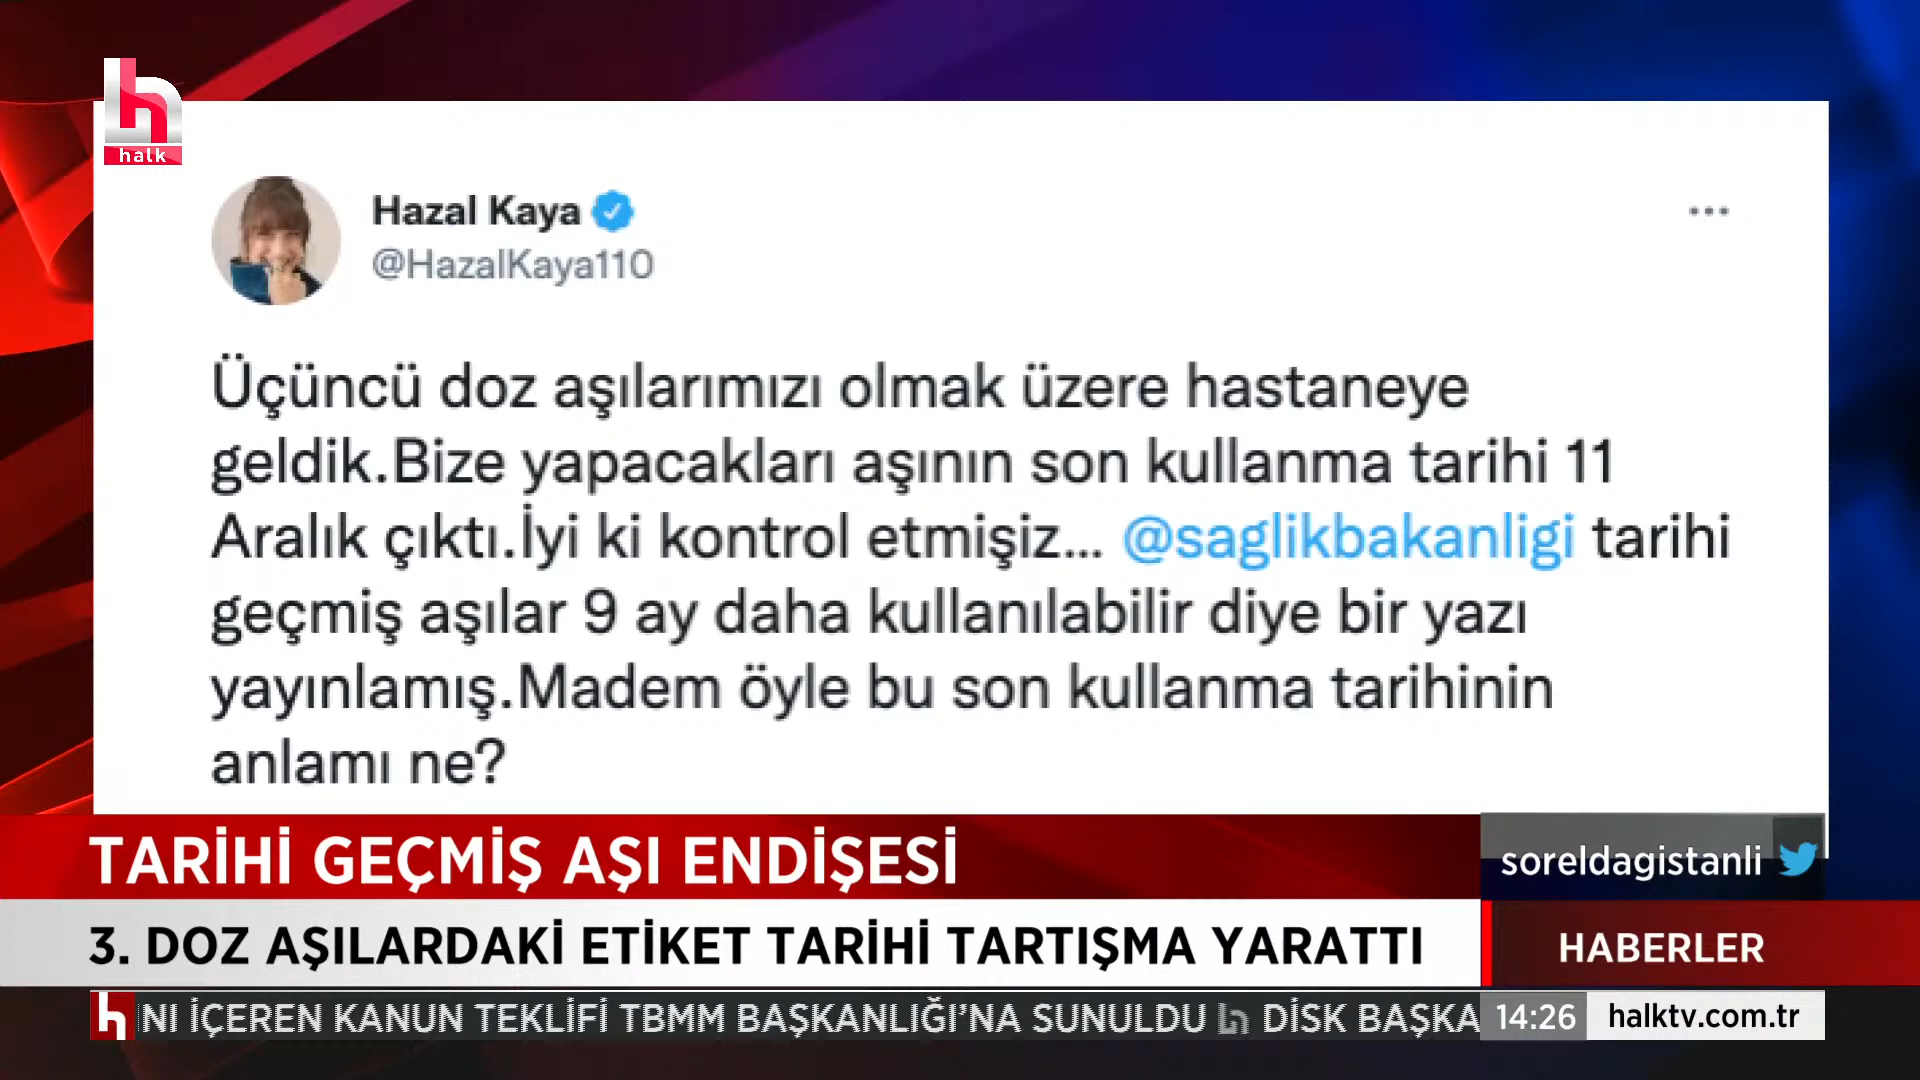 halk
Hazal Kaya
@HazalKaya110
Üçüncü doz aşılarımızı olmak üzere hastaneye
geldik.Bize yapacakları aşının son kullanma tarihi 11
Aralık çıktı.İyi ki kontrol etmişiz... @saglikbakanligi tarihi
geçmiş aşılar 9 ay daha kullanılabilir diye bir yazı
yayınlamış.Madem öyle bu son kullanma tarihinin
anlamı ne?
TARİHİ GEÇMİŞ AŞI ENDİŞESİ
soreldagistanli
3. DOZ AŞILARDAKİ ETİKET TARİHİ TARTIŞMA YARATTI
HABERLER
NI İÇEREN KANUN TEKLİFİ TBMM BAŞKANLIĞI'NA SUNULDU DİSK BAŞKA
14:26
halktv.com.tr